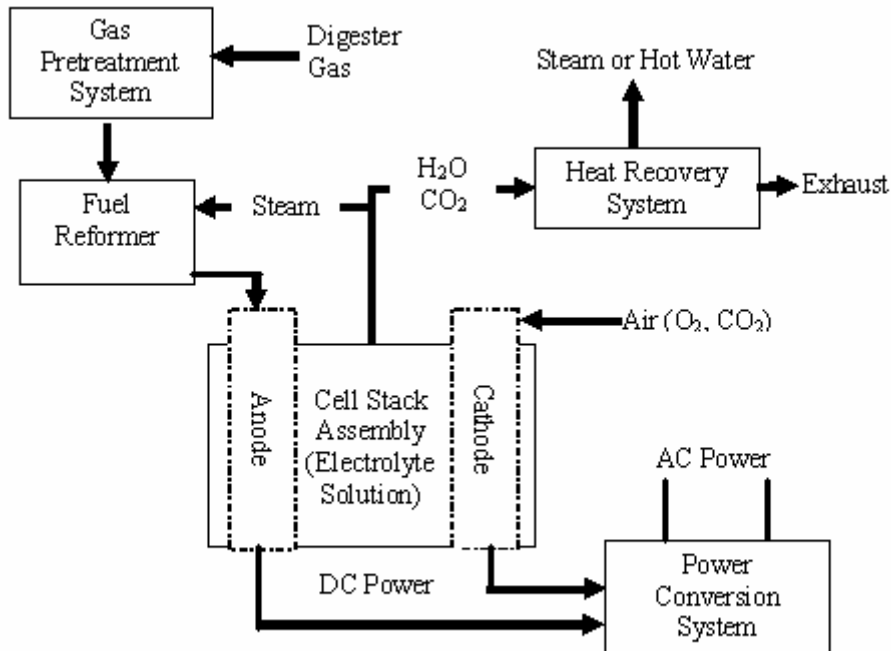 Gas
Pretreatment
System
Digester
Gas
Steam or Hot Water
H₂O
CO₂
Heat Recovery
System
Exhaust
Fuel
Reformer
Steam
Air (O₂, CO₂)
Anode
Cell Stack
Assembly
(Electrolyte
Solution)
Cathode
AC Power
DC Power
Power
Conversion
System